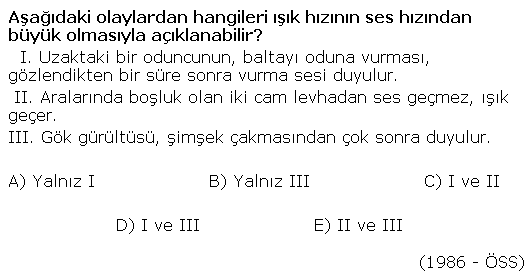 Aşağıdaki olaylardan hangileri ışık hızının ses hızından
büyük olmasıyla açıklanabilir?
I. Uzaktaki bir oduncunun, baltayı oduna vurması,
gözlendikten bir süre sonra vurma sesi duyulur.
II. Aralarında boşluk olan iki cam levhadan ses geçmez, ışık
geçer.
III. Gök gürültüsü, şimşek çakmasından çok sonra duyulur.
A) Yalnız I B) Yalnız III C) I ve II
D) I ve III E) II ve III
(1986 - ÖSS)